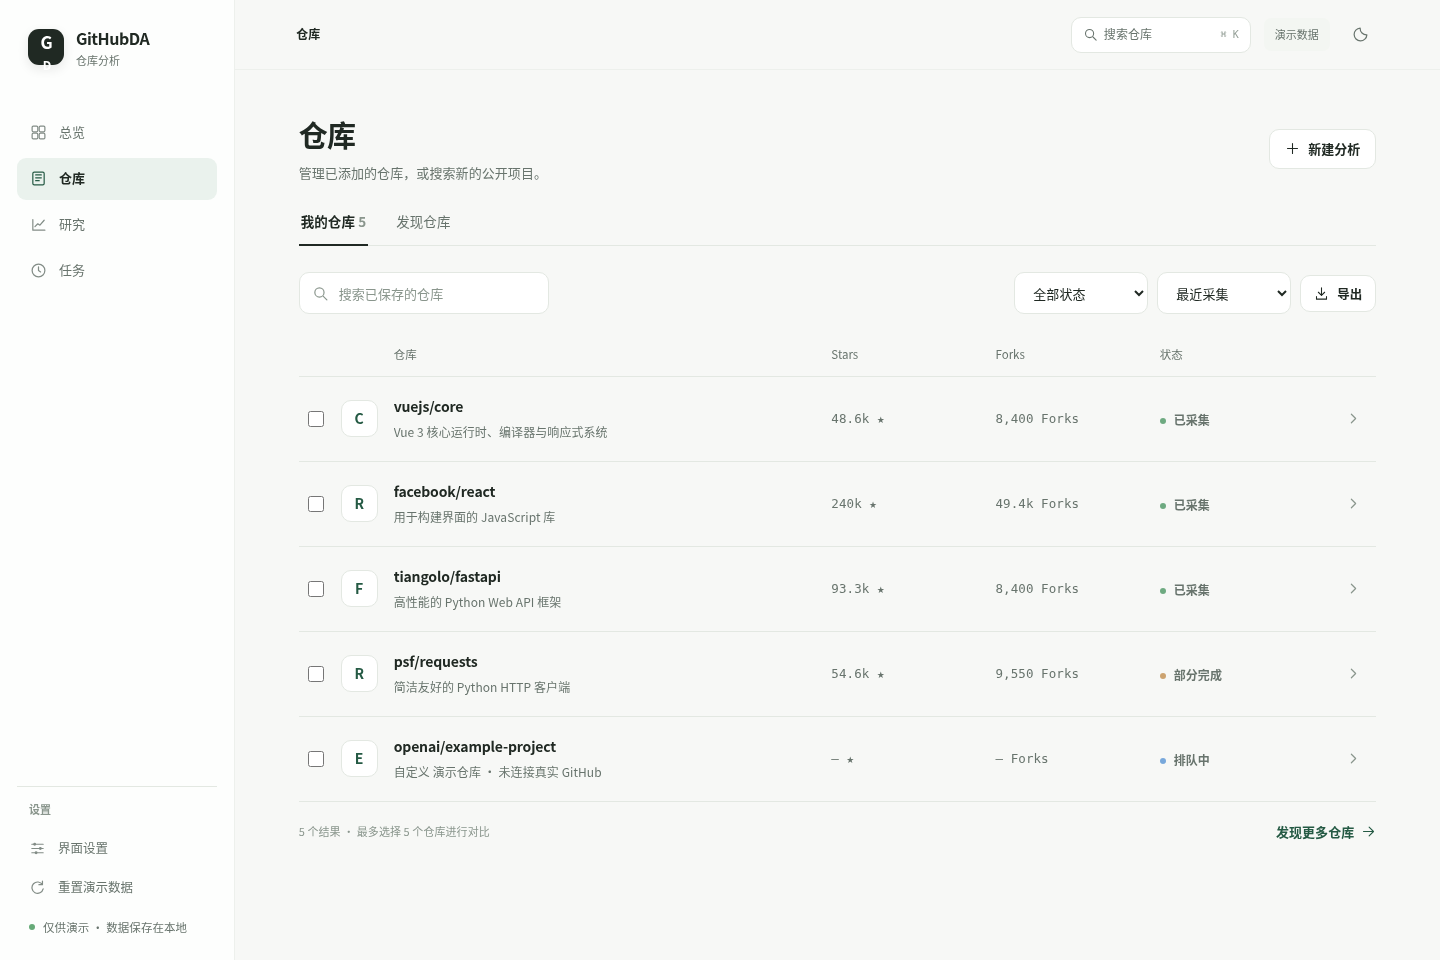 G
D
GitHubDA
仓库分析
总览
仓库
研究
任务
设置
界面设置
重置演示数据
仅供演示 · 数据保存在本地
仓库
搜索仓库 ⌘ K
演示数据
仓库
管理已添加的仓库，或搜索新的公开项目。
新建分析
我的仓库 5
发现仓库
搜索已保存的仓库
全部状态
最近采集
导出
仓库 Stars Forks 状态
C
vuejs/core
Vue 3 核心运行时、编译器与响应式系统
48.6k ★
8,400 Forks
已采集
R
facebook/react
用于构建界面的 JavaScript 库
240k ★
49.4k Forks
已采集
F
tiangolo/fastapi
高性能的 Python Web API 框架
93.3k ★
8,400 Forks
已采集
R
psf/requests
简洁友好的 Python HTTP 客户端
54.6k ★
9,550 Forks
部分完成
E
openai/example-project
自定义 演示仓库 · 未连接真实 GitHub
— ★
— Forks
排队中
5 个结果 · 最多选择 5 个仓库进行对比
发现更多仓库 →